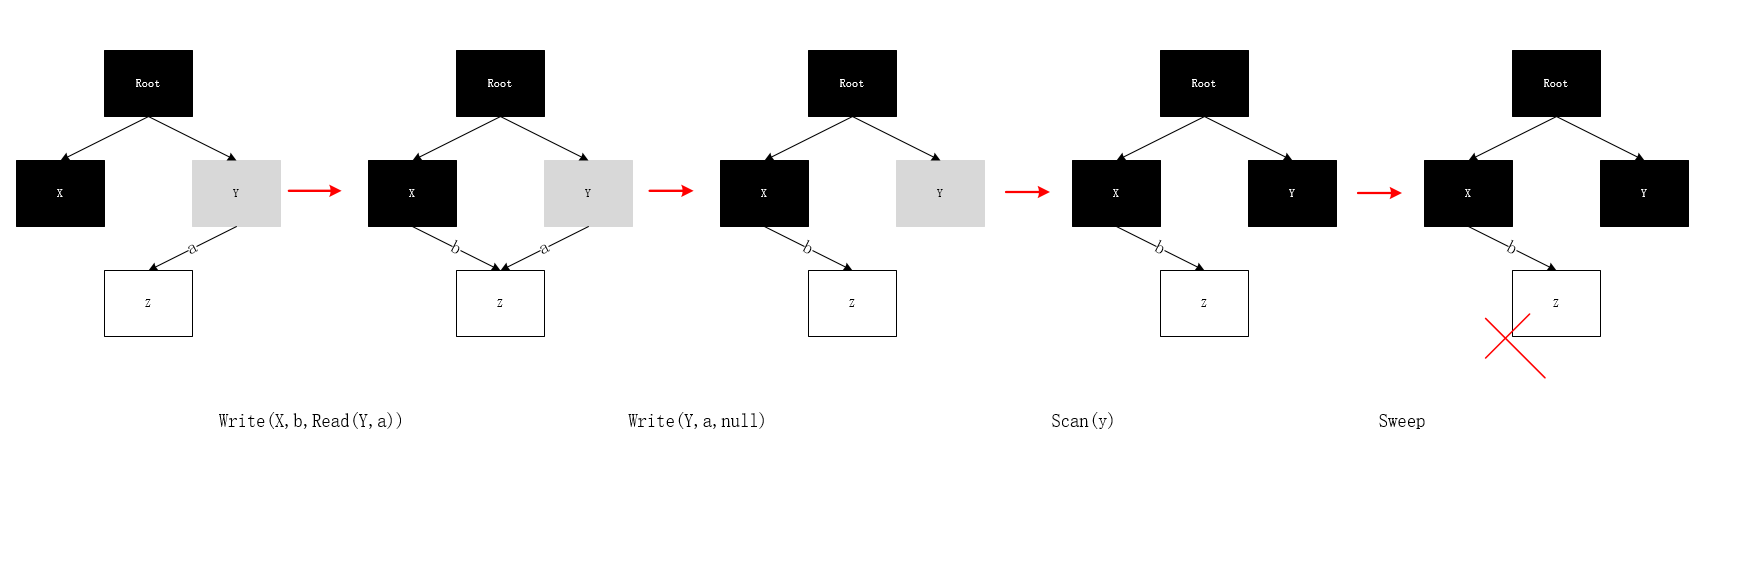 Root
Root
Root
Root
Root
X
Y
X
Y
X
Y
X
Y
X
Y
a
b
a
b
b
b
Z
Z
Z
Z
Z
Write(X,b,Read(Y,a))
Write(Y,a,null)
Scan(y)
Sweep